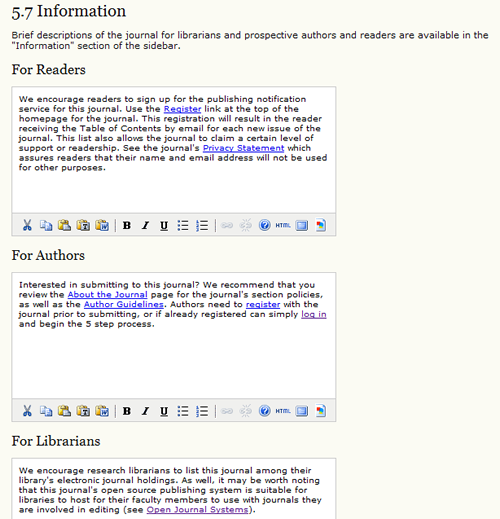 5.7 Information
Brief descriptions of the journal for librarians and prospective authors and readers are available in the
"Information" section of the sidebar.
For Readers
We encourage readers to sign up for the publishing notification
service for this journal. Use the Register link at the top of the
homepage for the journal. This registration will result in the reader
receiving the Table of Contents by email for each new issue of the
journal. This list also allows the journal to claim a certain level of
support or readership. See the journal's Privacy Statement which
assures readers that their name and email address will not be used
for other purposes.
B I U HTML
For Authors
Interested in submitting to this journal? We recommend that you
review the About the Journal page for the journal's section policies,
as well as the Author Guidelines. Authors need to register with the
journal prior to submitting, or if already registered can simply log in
and begin the 5 step process.
B I U HTML
For Librarians
We encourage research librarians to list this journal among their
library's electronic journal holdings. As well, it may be worth noting
that this journal's open source publishing system is suitable for
libraries to host for their faculty members to use with journals they
are involved in editing (see Open Journal Systems).